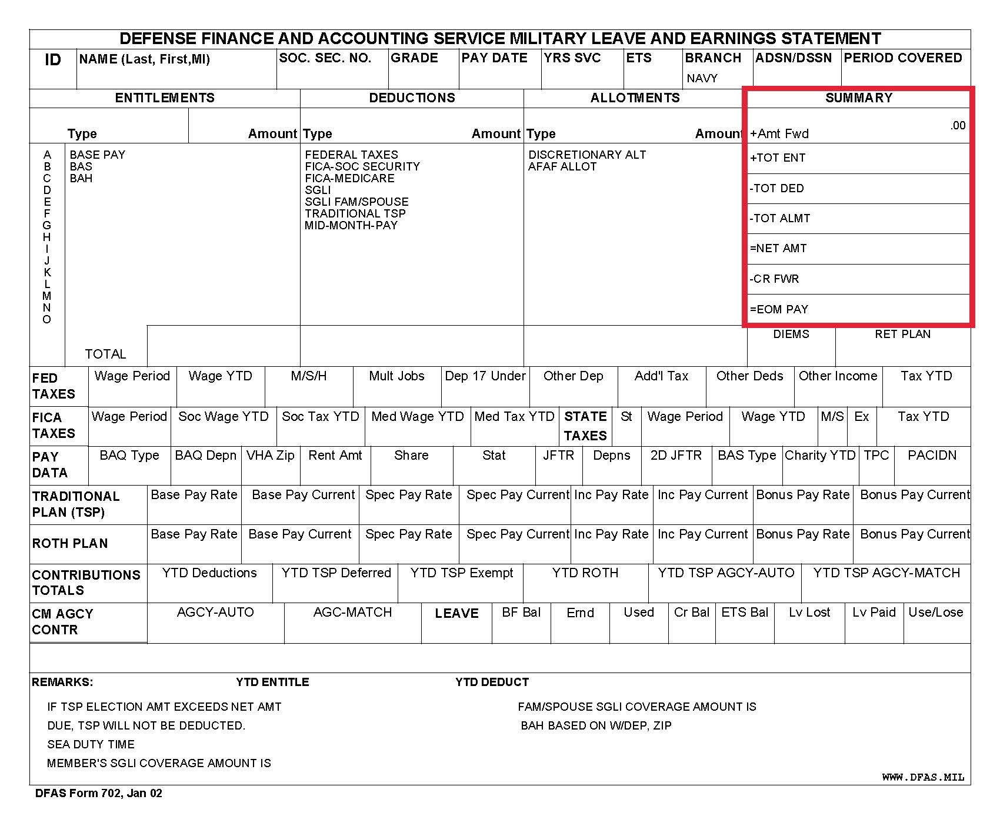 DEFENSE FINANCE AND ACCOUNTING SERVICE MILITARY LEAVE AND EARNINGS STATEMENT
ID NAME (Last, First,MI) SOC. SEC. NO. GRADE PAY DATE YRS SVC ETS BRANCH ADSN/DSSN PERIOD COVERED
NAVY
ENTITLEMENTS DEDUCTIONS ALLOTMENTS SUMMARY
.00
Type Amount Type Amount Type Amount +Amt Fwd
A BASE PAY FEDERAL TAXES DISCRETIONARY ALT +TOT ENT
B BAS FICA-SOC SECURITY AFAF ALLOT
C BAH FICA-MEDICARE
D SGLI -TOT DED
E SGLI FAM/SPOUSE
F TRADITIONAL TSP -TOT ALMT
G MID-MONTH-PAY
H
I =NET AMT
J
K
L -CR FWR
M
N
O =EOM PAY
DIEMS RET PLAN
TOTAL
FED Wage Period Wage YTD M/S/H Mult Jobs Dep 17 Under Other Dep Add'l Tax Other Deds Other Income Tax YTD
TAXES
FICA Wage Period Soc Wage YTD Soc Tax YTD Med Wage YTD Med Tax YTD STATE St Wage Period Wage YTD M/S Ex Tax YTD
TAXES TAXES
PAY BAQ Type BAQ Depn VHA Zip Rent Amt Share Stat JFTR Depns 2D JFTR BAS Type Charity YTD TPC PACIDN
DATA
TRADITIONAL Base Pay Rate Base Pay Current Spec Pay Rate Spec Pay Current Inc Pay Rate Inc Pay Current Bonus Pay Rate Bonus Pay Current
PLAN (TSP)
ROTH PLAN Base Pay Rate Base Pay Current Spec Pay Rate Spec Pay Current Inc Pay Rate Inc Pay Current Bonus Pay Rate Bonus Pay Current
CONTRIBUTIONS YTD Deductions YTD TSP Deferred YTD TSP Exempt YTD ROTH YTD TSP AGCY-AUTO YTD TSP AGCY-MATCH
TOTALS
CM AGCY AGCY-AUTO AGC-MATCH LEAVE BF Bal Ernd Used Cr Bal ETS Bal Lv Lost Lv Paid Use/Lose
CONTR
REMARKS: YTD ENTITLE YTD DEDUCT
IF TSP ELECTION AMT EXCEEDS NET AMT FAM/SPOUSE SGLI COVERAGE AMOUNT IS
DUE, TSP WILL NOT BE DEDUCTED. BAH BASED ON W/DEP, ZIP
SEA DUTY TIME
MEMBER'S SGLI COVERAGE AMOUNT IS
WWW.DFAS.MIL
DFAS Form 702, Jan 02